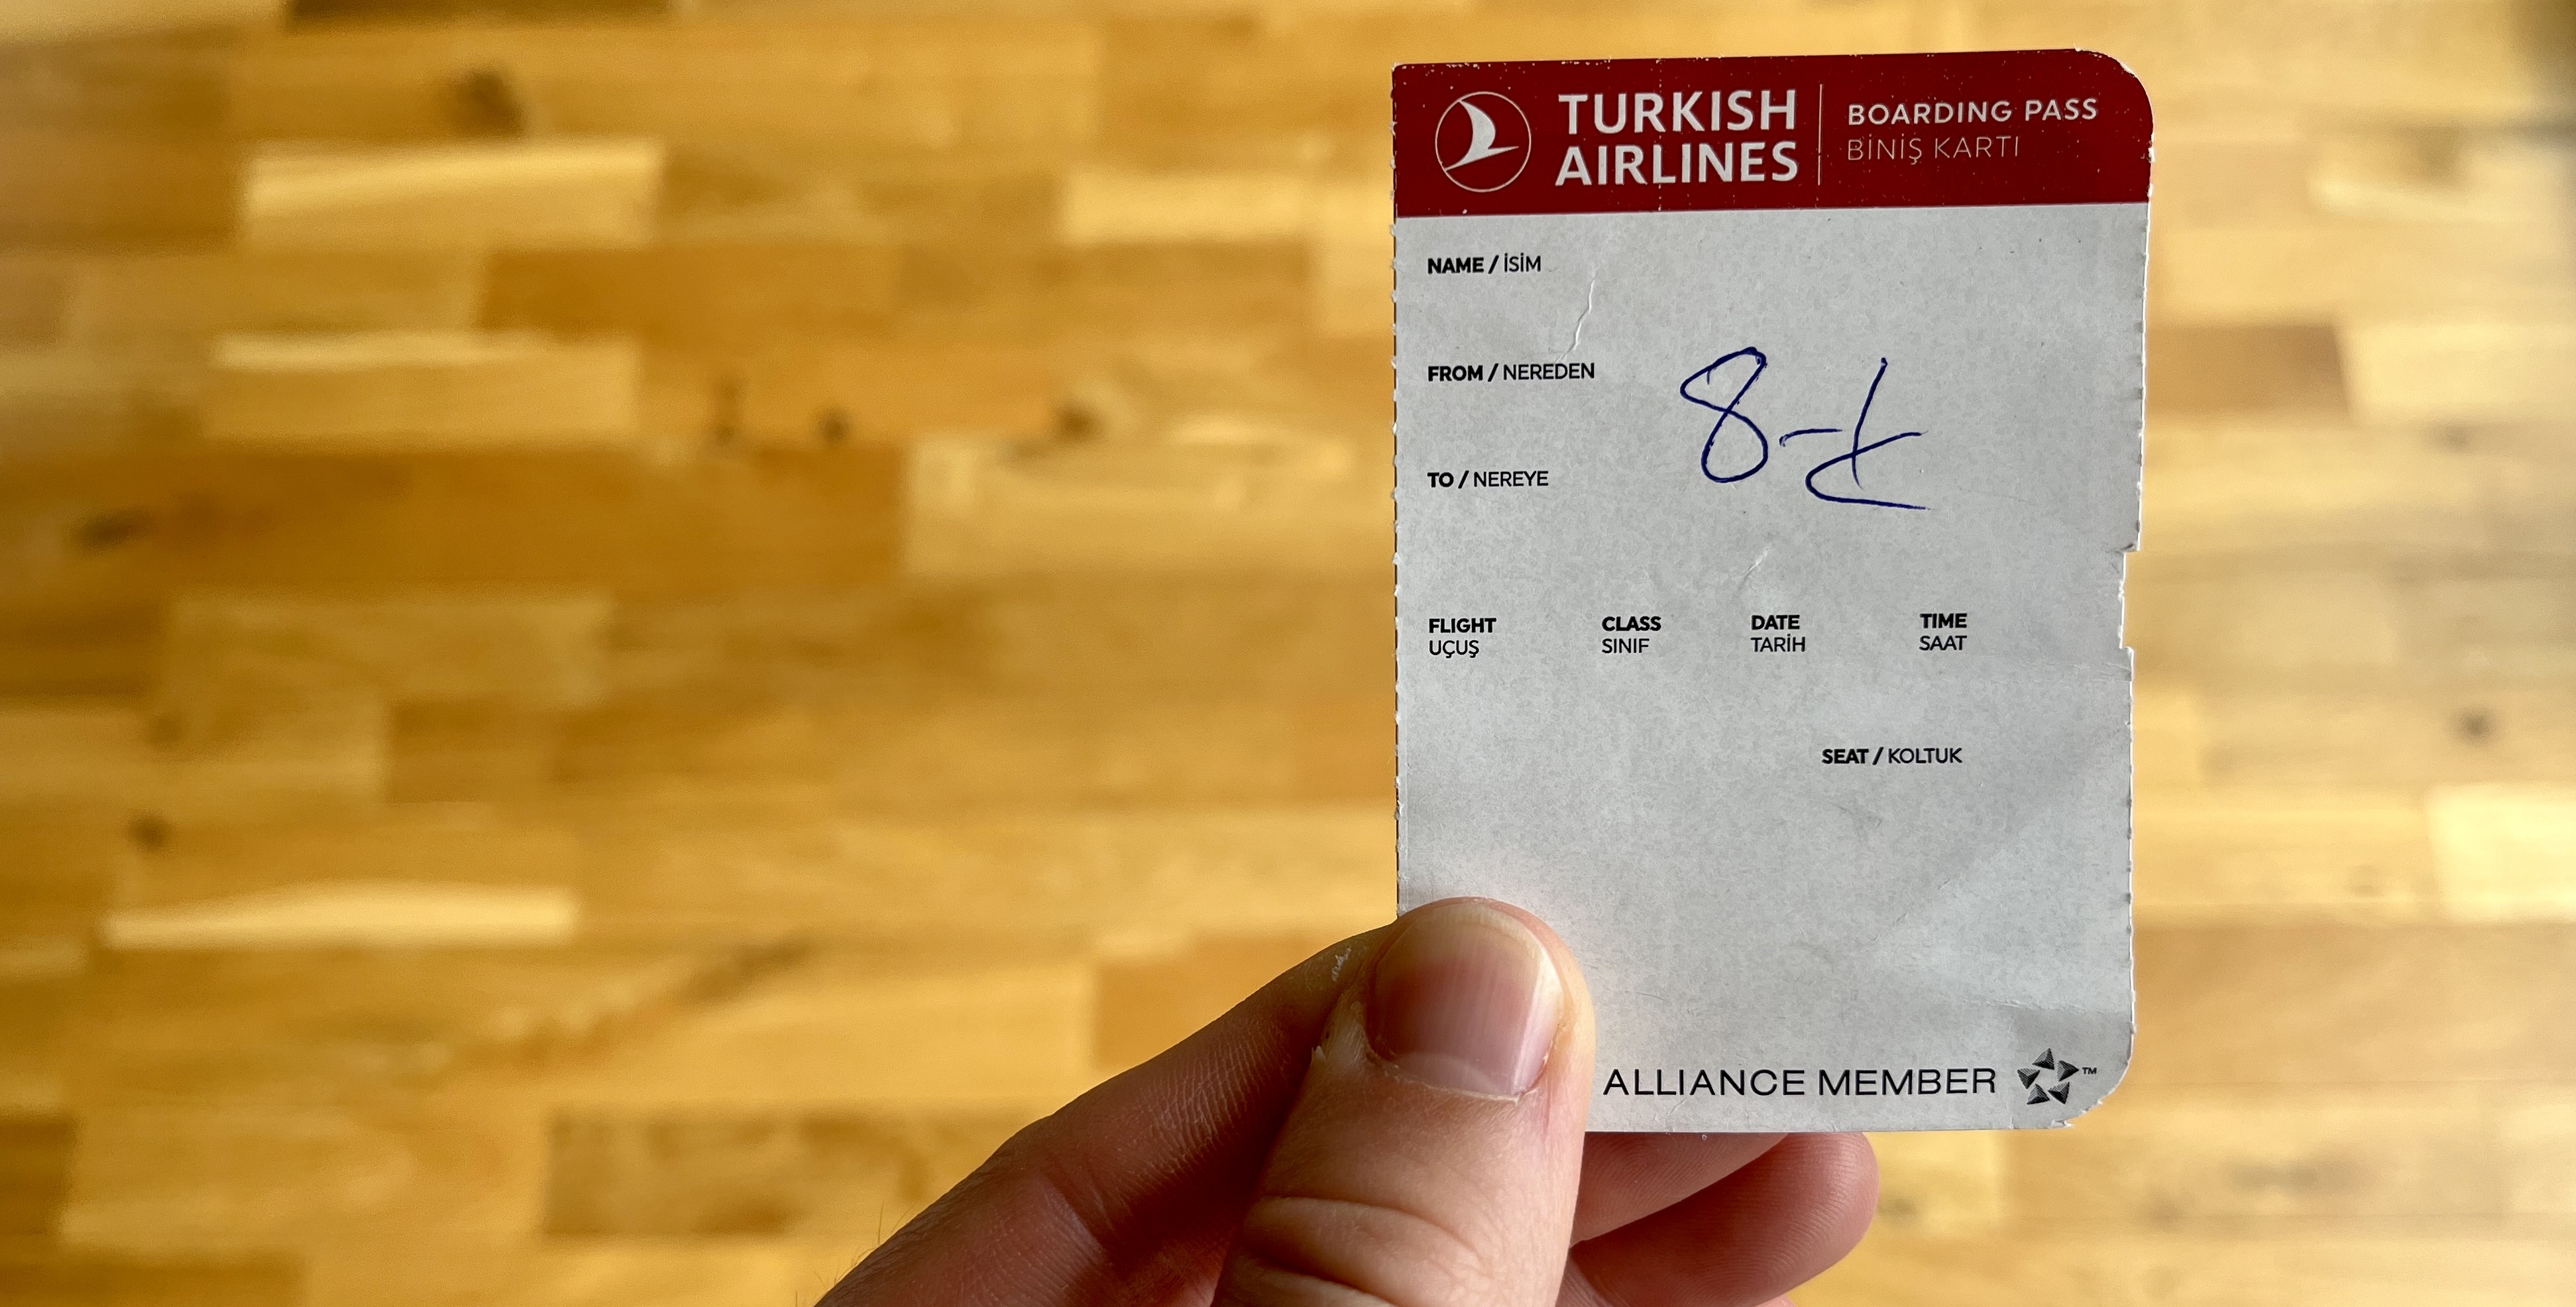 TURKISH
AIRLINES
BOARDING PASS
BİNİŞ KARTI
NAME / İSİM
FROM / NEREDEN
TO / NEREYE
FLIGHT CLASS DATE TIME
UÇUŞ SINIF TARİH SAAT
SEAT / KOLTUK
ALLIANCE MEMBER ™